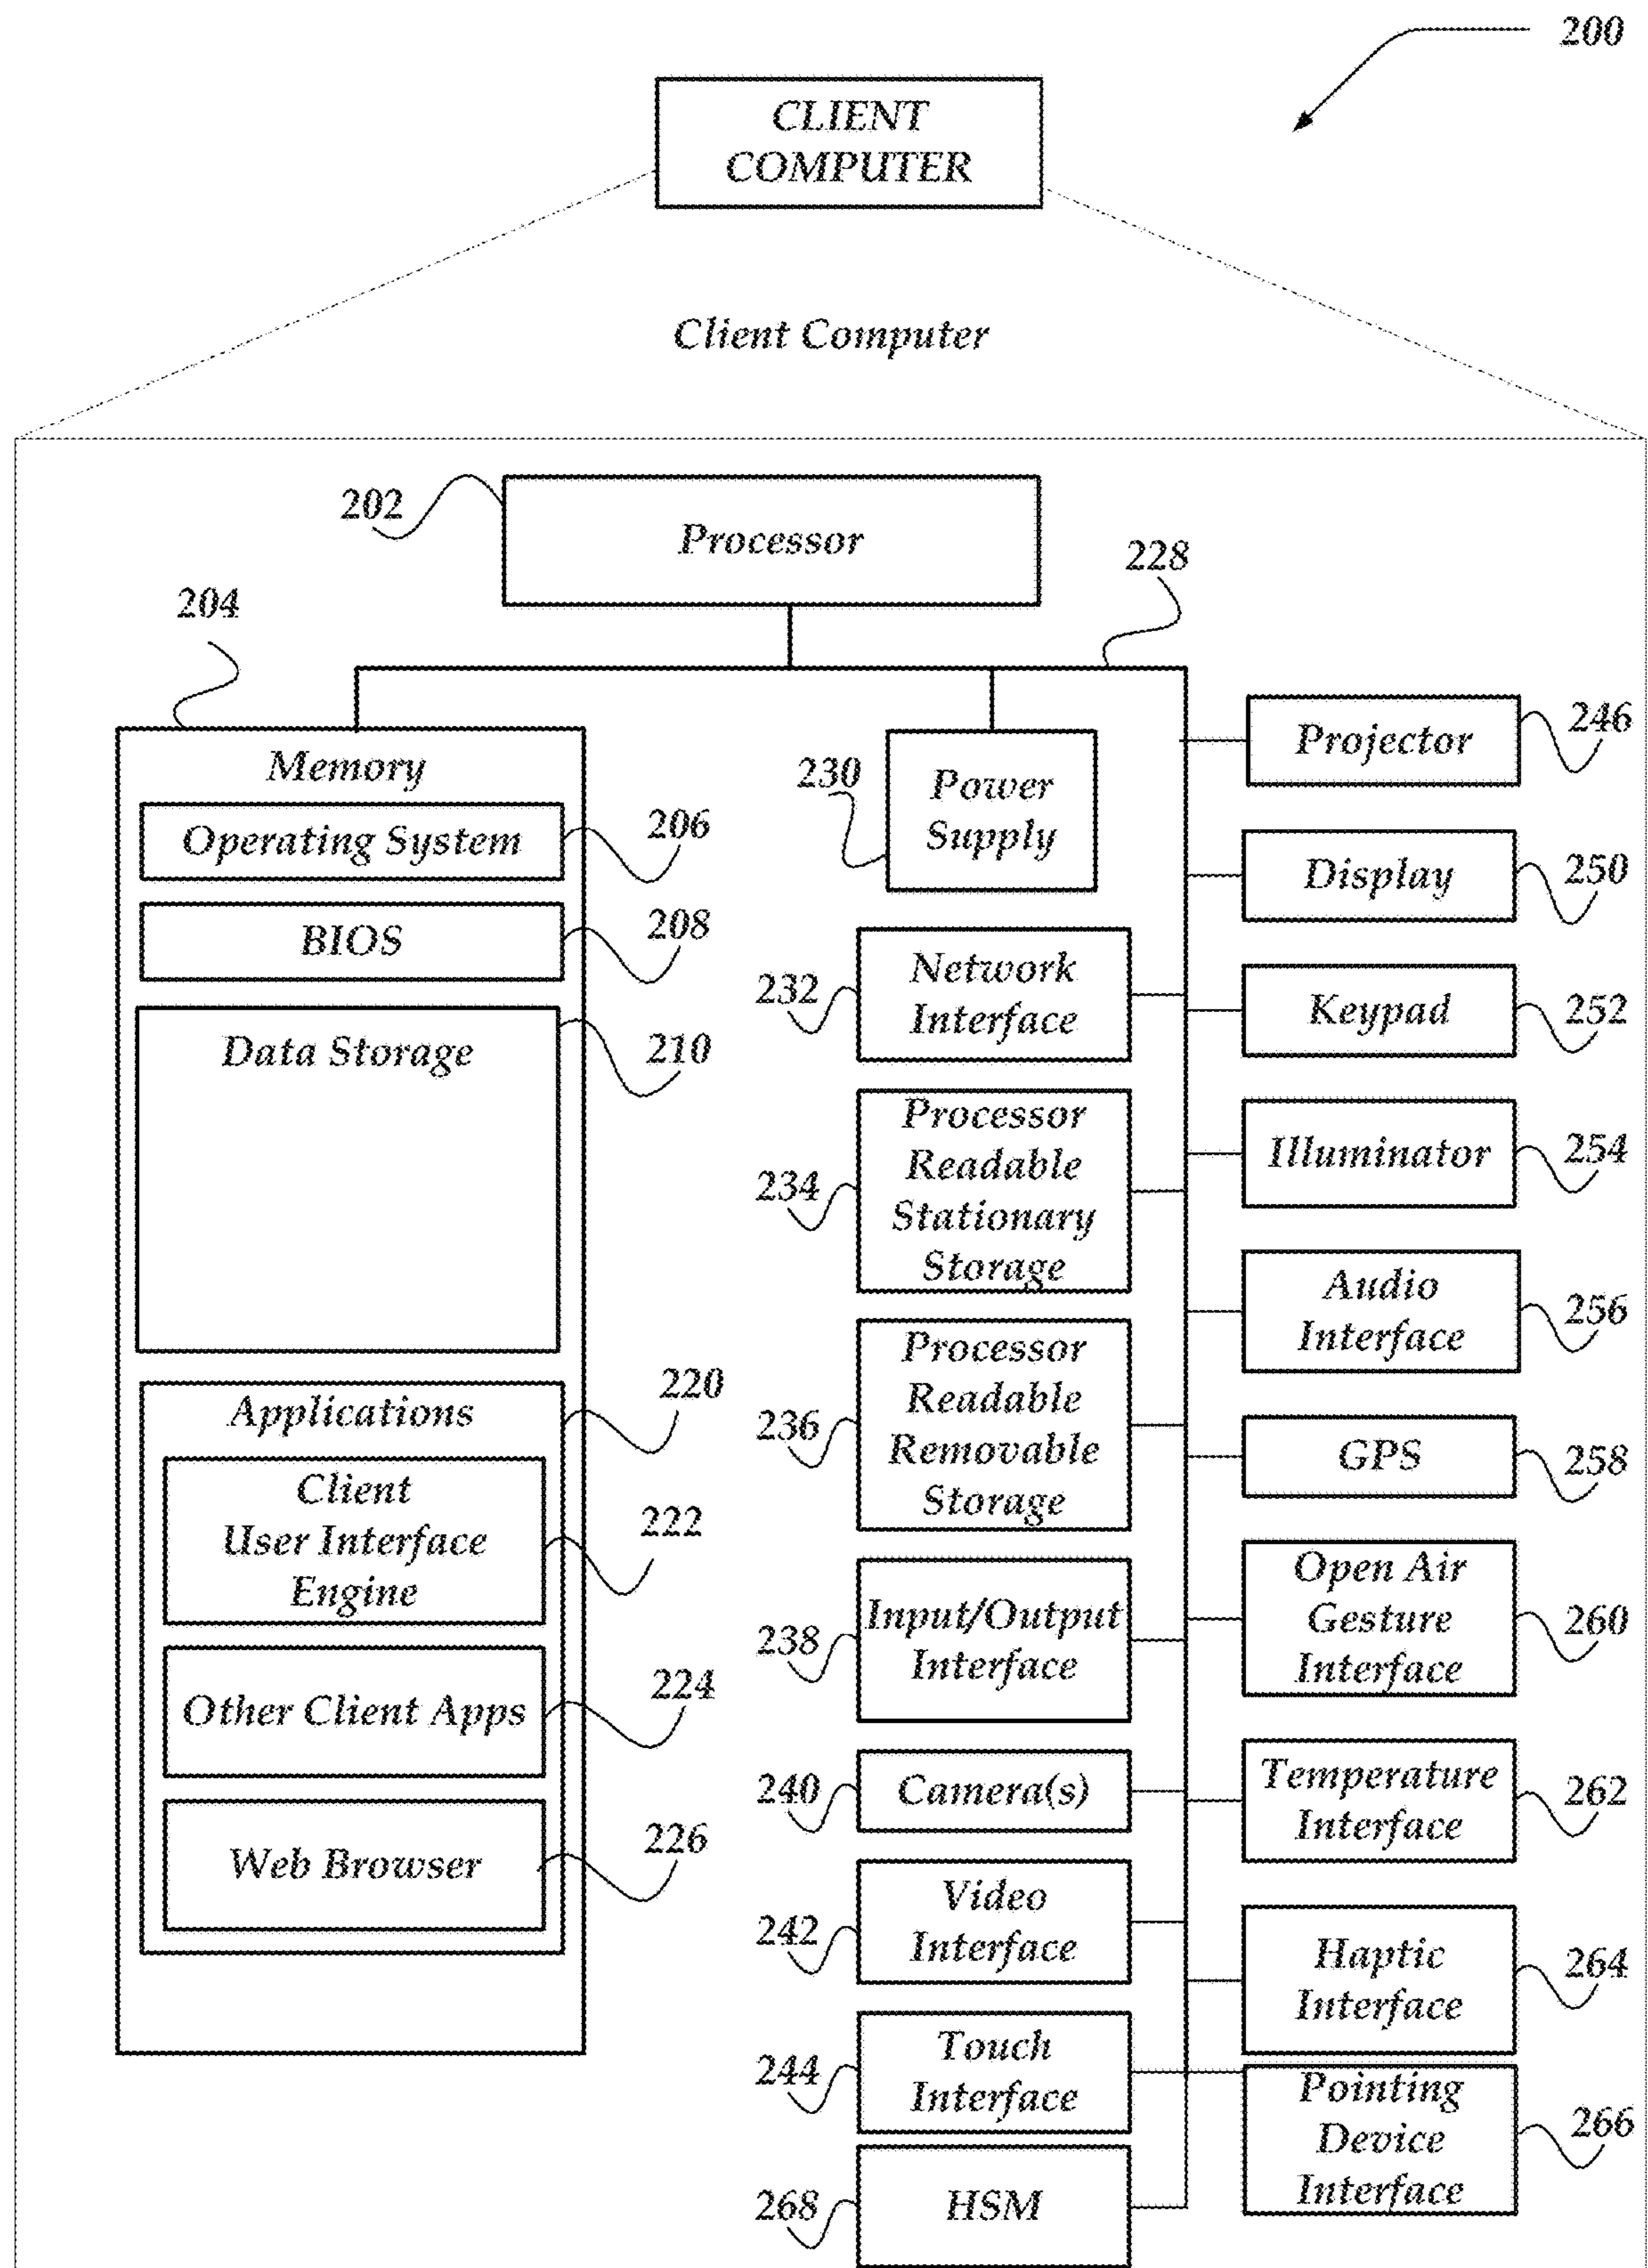 200
CLIENT
COMPUTER
Client Computer
202
Processor
228
204
Memory
Operating System
206
BIOS
208
Data Storage
210
Applications
220
Client
User Interface
Engine
222
Other Client Apps
224
Web Browser
226
230
Power
Supply
232
Network
Interface
234
Processor
Readable
Stationary
Storage
236
Processor
Readable
Removable
Storage
238
Input/Output
Interface
240
Camera(s)
242
Video
Interface
244
Touch
Interface
268
HSM
Projector
246
Display
250
Keypad
252
Illuminator
254
Audio
Interface
256
GPS
258
Open Air
Gesture
Interface
260
Temperature
Interface
262
Haptic
Interface
264
Pointing
Device
Interface
266